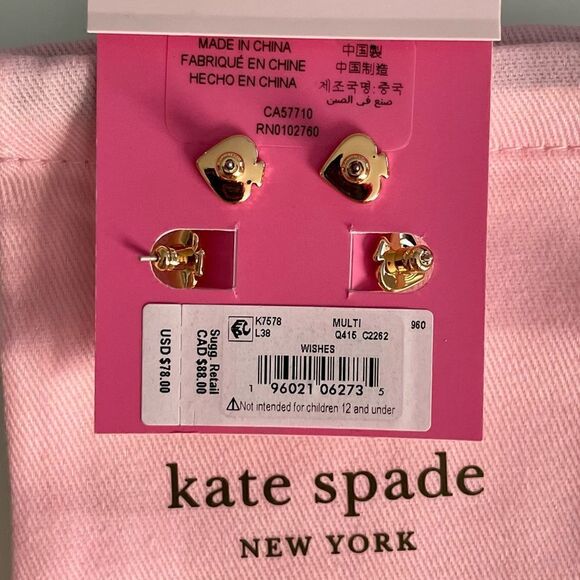 MADE IN CHINA
FABRIQUÉ EN CHINE
HECHO EN CHINA
中国製
中国制造
제조국명:중국
صنع في الصين
CA57710
RN0102760
K7578 MULTI 960
L38 Q415 C2262
WISHES
1 96021 06273 5
⚠Not intended for children 12 and under
Sugg. Retail
CAD $88.00
USD $78.00
kate spade
NEW YORK